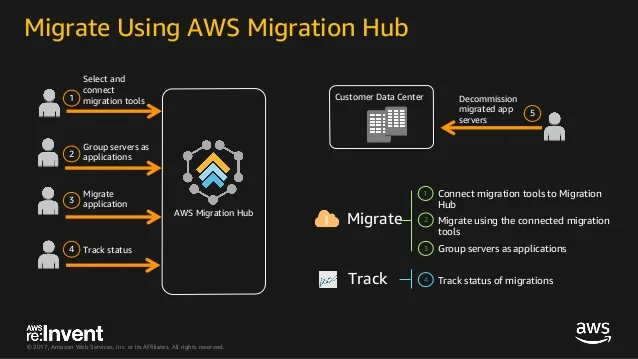 Migrate Using AWS Migration Hub
1
Select and
connect
migration tools
2
Group servers as
applications
3
Migrate
application
4
Track status
AWS Migration Hub
Customer Data Center
Decommission
migrated app
servers
5
Migrate
1
Connect migration tools to Migration
Hub
2
Migrate using the connected migration
tools
3
Group servers as applications
Track
4
Track status of migrations
AWS
re:Invent
© 2017, Amazon Web Services, Inc. or its Affiliates. All rights reserved.
aws